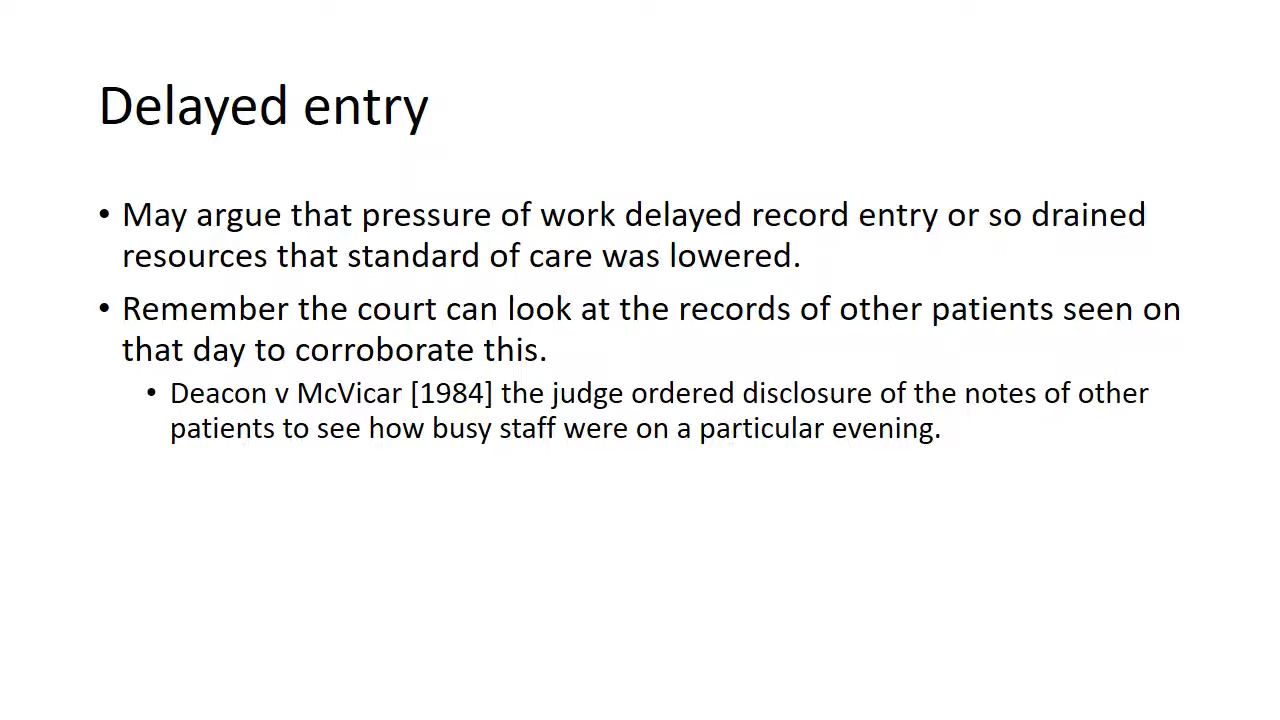 Delayed entry
• May argue that pressure of work delayed record entry or so drained
resources that standard of care was lowered.
• Remember the court can look at the records of other patients seen on
that day to corroborate this.
• Deacon v McVicar [1984] the judge ordered disclosure of the notes of other
patients to see how busy staff were on a particular evening.